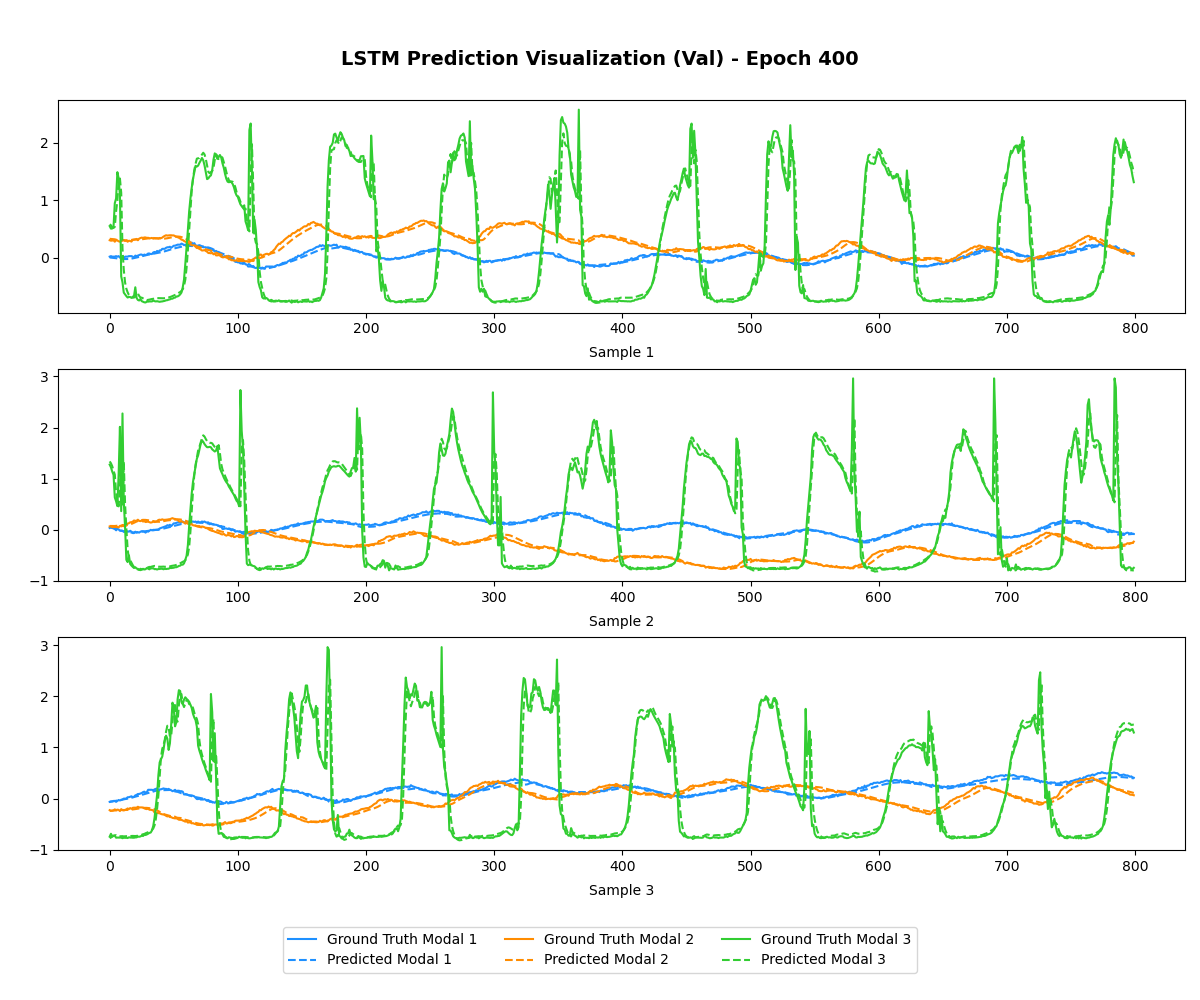 LSTM Prediction Visualization (Val) - Epoch 400
2
1
0
0 100 200 300 400 500 600 700 800
Sample 1
3
2
1
0
−1
0 100 200 300 400 500 600 700 800
Sample 2
3
2
1
0
−1
0 100 200 300 400 500 600 700 800
Sample 3
Ground Truth Modal 1 Ground Truth Modal 2 Ground Truth Modal 3
Predicted Modal 1 Predicted Modal 2 Predicted Modal 3